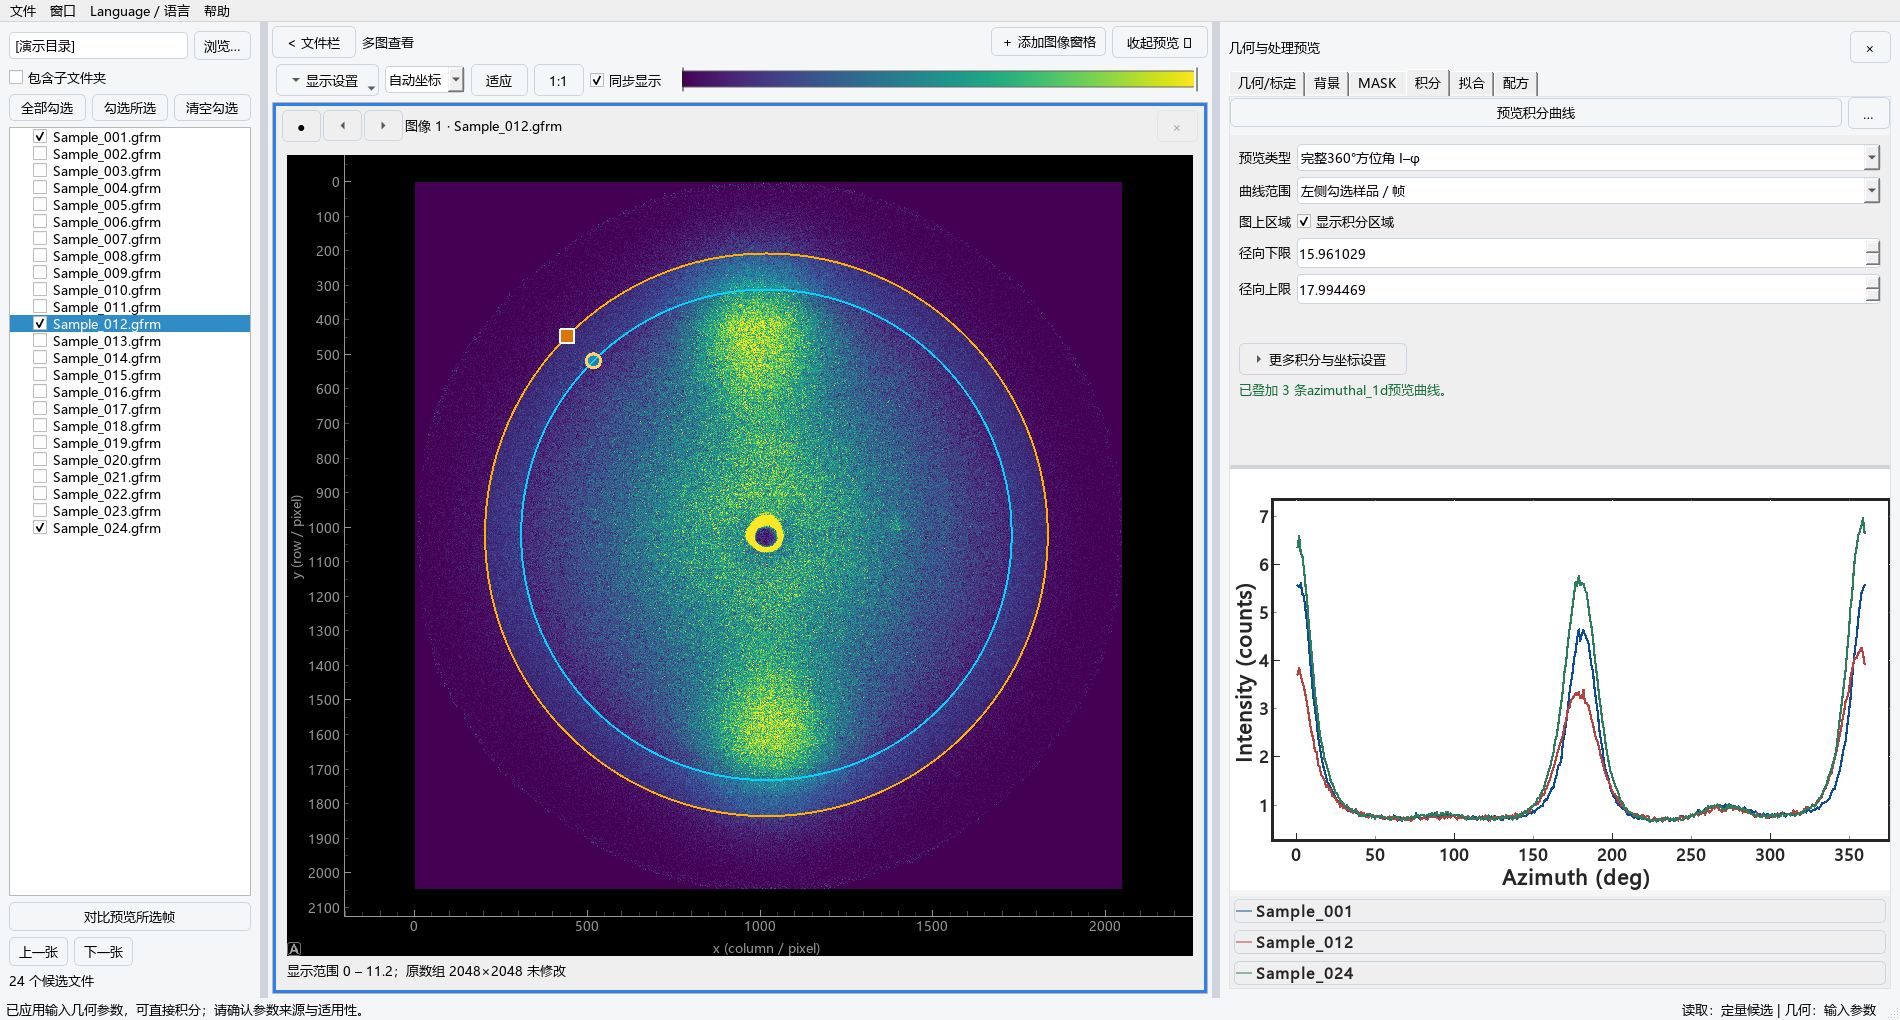 文件 窗口 Language / 语言 帮助
[演示目录] 浏览...
包含子文件夹
全部勾选 勾选所选 清空勾选
Sample_001.gfrm
Sample_002.gfrm
Sample_003.gfrm
Sample_004.gfrm
Sample_005.gfrm
Sample_006.gfrm
Sample_007.gfrm
Sample_008.gfrm
Sample_009.gfrm
Sample_010.gfrm
Sample_011.gfrm
Sample_012.gfrm
Sample_013.gfrm
Sample_014.gfrm
Sample_015.gfrm
Sample_016.gfrm
Sample_017.gfrm
Sample_018.gfrm
Sample_019.gfrm
Sample_020.gfrm
Sample_021.gfrm
Sample_022.gfrm
Sample_023.gfrm
Sample_024.gfrm
对比预览所选帧
上一张 下一张
24 个候选文件
< 文件栏 多图查看 + 添加图像窗格 收起预览
显示设置 自动坐标 适应 1:1 同步显示
图像 1 · Sample_012.gfrm ×
0
100
200
300
400
500
600
700
800
900
1000
1100
1200
1300
1400
1500
1600
1700
1800
1900
2000
2100
y (row / pixel)
0 500 1000 1500 2000
x (column / pixel)
A
显示范围 0 – 11.2；原数组 2048×2048 未修改
几何与处理预览 ×
几何/标定 背景 MASK 积分 拟合 配方
预览积分曲线 ...
预览类型 完整360°方位角 I–φ
曲线范围 左侧勾选样品 / 帧
图上区域 显示积分区域
径向下限 15.961029
径向上限 17.994469
更多积分与坐标设置
已叠加 3 条azimuthal_1d预览曲线。
7
6
5
4
3
2
1
Intensity (counts)
0 50 100 150 200 250 300 350
Azimuth (deg)
Sample_001
Sample_012
Sample_024
已应用输入几何参数，可直接积分；请确认参数来源与适用性。 读取：定量候选 | 几何：输入参数